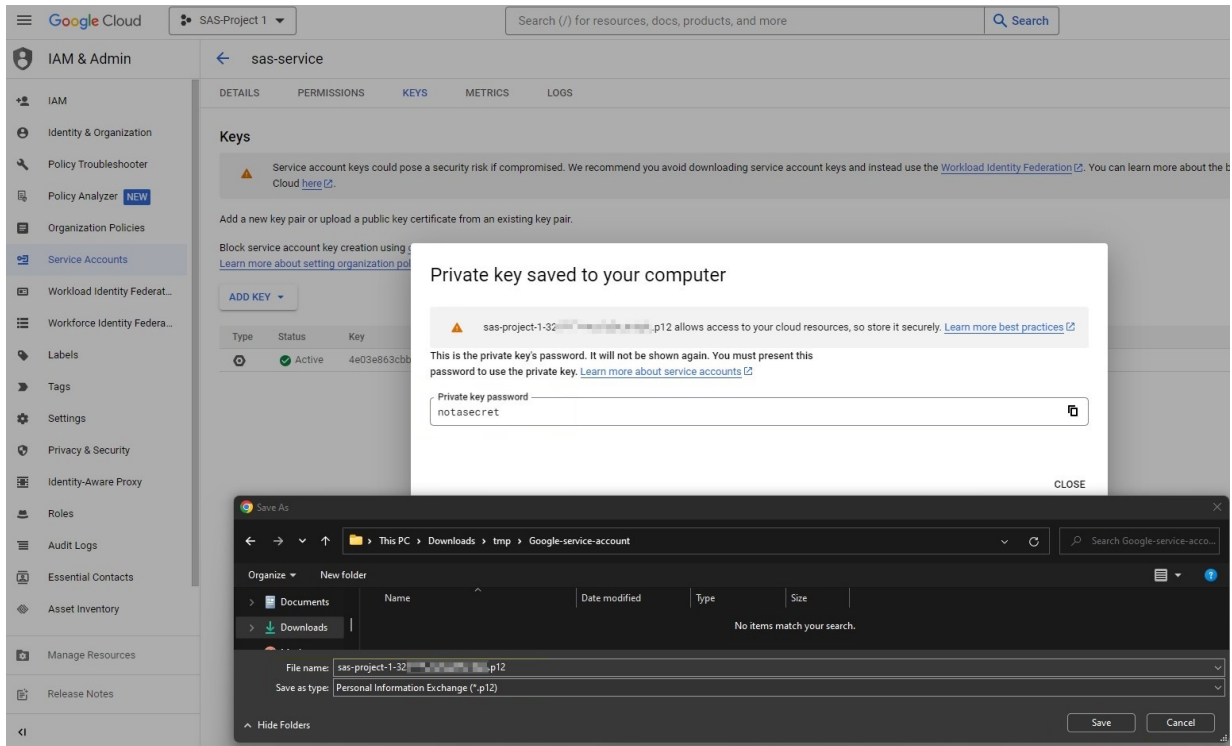 Google Cloud
SAS-Project 1
Search (/) for resources, docs, products, and more
Search
IAM & Admin
sas-service
DETAILS PERMISSIONS KEYS METRICS LOGS
IAM
Identity & Organization
Policy Troubleshooter
Policy Analyzer NEW
Organization Policies
Service Accounts
Workload Identity Federat...
Workforce Identity Federa...
Labels
Tags
Settings
Privacy & Security
Identity-Aware Proxy
Roles
Audit Logs
Essential Contacts
Asset Inventory
Manage Resources
Release Notes
Keys
Service account keys could pose a security risk if compromised. We recommend you avoid downloading service account keys and instead use the Workload Identity Federation. You can learn more about the b
Cloud here.
Add a new key pair or upload a public key certificate from an existing key pair.
Block service account key creation using
Learn more about setting organization pol
ADD KEY
Type Status Key
Active 4e03e863cbb
Private key saved to your computer
sas-project-1-32 .p12 allows access to your cloud resources, so store it securely. Learn more best practices
This is the private key's password. It will not be shown again. You must present this
password to use the private key. Learn more about service accounts
Private key password
notasecret
CLOSE
Save As
This PC > Downloads > tmp > Google-service-account
Search Google-service-acco...
Organize New folder
Documents
Downloads
Name Date modified Type Size
No items match your search.
File name: sas-project-1-32 .p12
Save as type: Personal Information Exchange (*.p12)
Hide Folders
Save Cancel